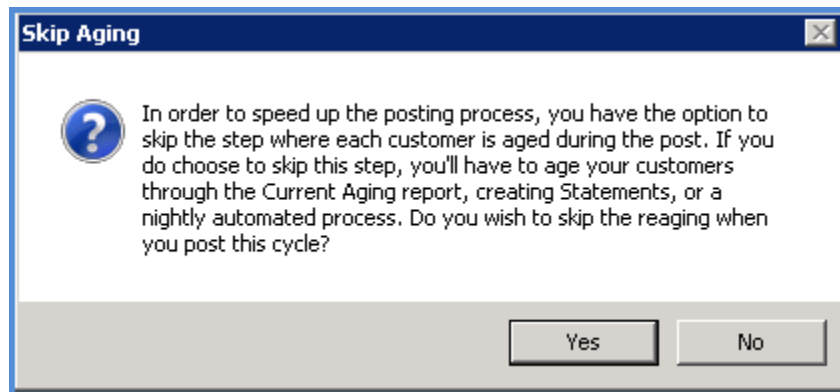 Skip Aging
In order to speed up the posting process, you have the option to
skip the step where each customer is aged during the post. If you
do choose to skip this step, you'll have to age your customers
through the Current Aging report, creating Statements, or a
nightly automated process. Do you wish to skip the reaging when
you post this cycle?
Yes
No